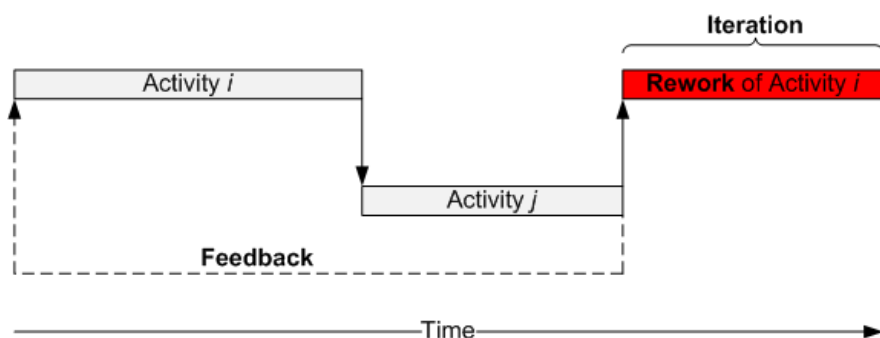 Iteration
Activity i
Rework of Activity i
Activity j
Feedback
Time